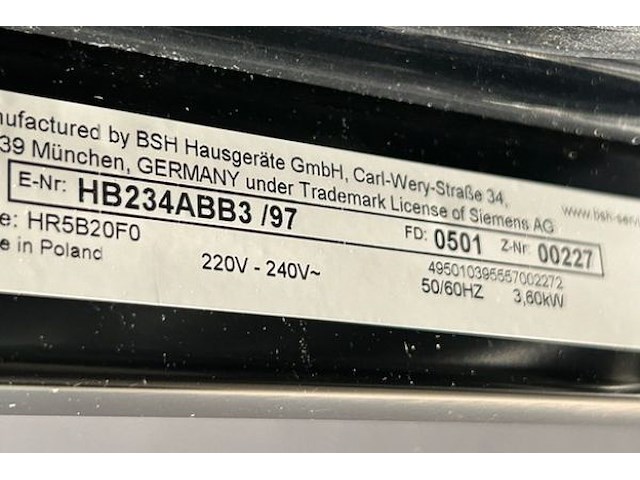 nufactured by BSH Hausgeräte GmbH, Carl-Wery-Straße 34,
39 München, GERMANY under Trademark License of Siemens AG
www.bsh-servi
E-Nr: HB234ABB3 /97 FD: 0501 Z-Nr: 00227
e: HR5B20F0
e in Poland
220V - 240V~
495010395557002272
50/60HZ 3,60kW